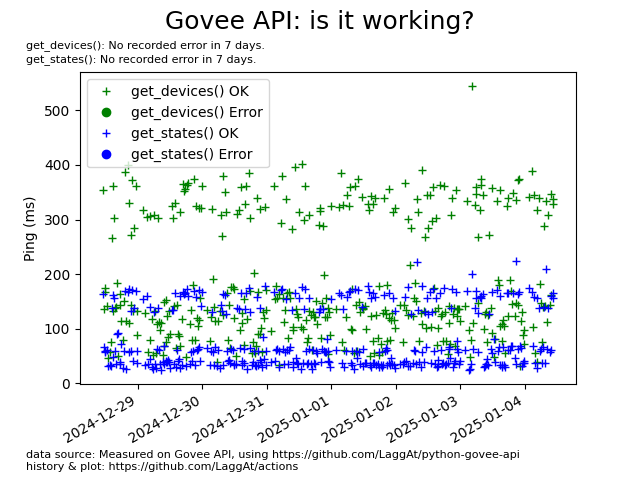 Govee API: is it working?
get_devices(): No recorded error in 7 days.
get_states(): No recorded error in 7 days.
get_devices() OK
get_devices() Error
get_states() OK
get_states() Error
Ping (ms)
500
400
300
200
100
0
2024-12-29
2024-12-30
2024-12-31
2025-01-01
2025-01-02
2025-01-03
2025-01-04
data source: Measured on Govee API, using https://github.com/LaggAt/python-govee-api
history & plot: https://github.com/LaggAt/actions